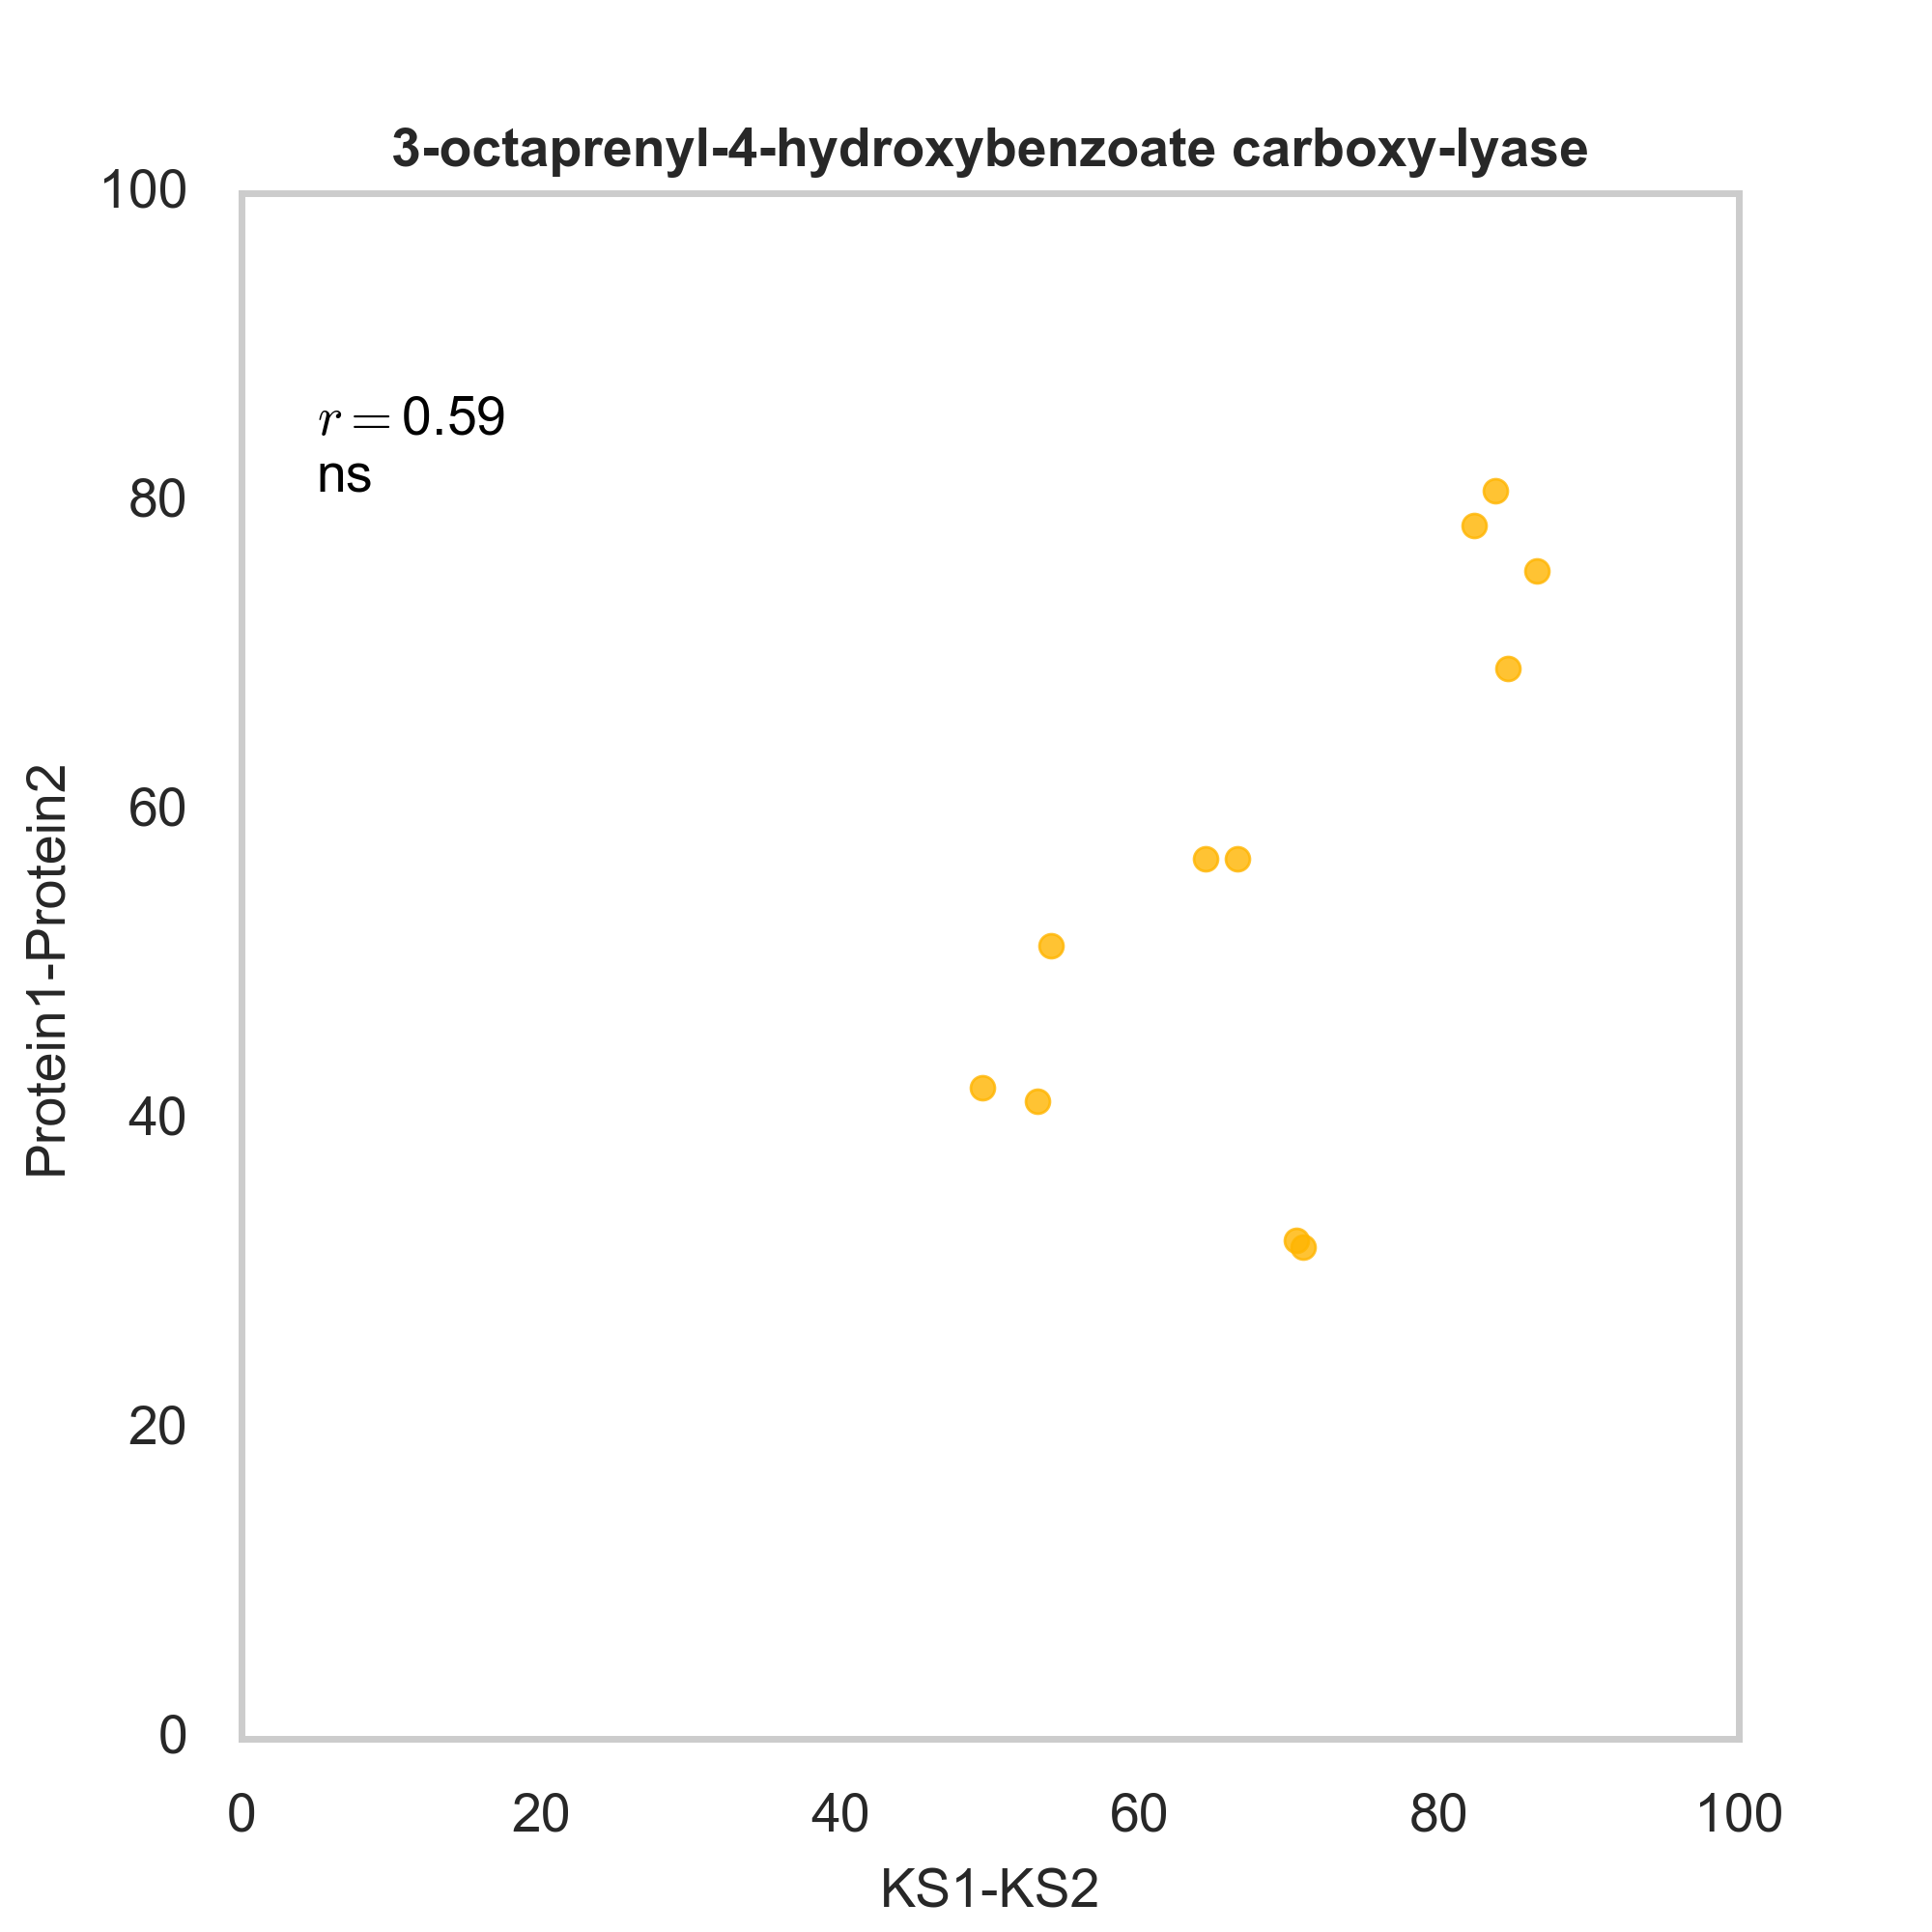 3-octaprenyl-4-hydroxybenzoate carboxy-lyase
100
r = 0.59
ns
80
60
Protein1-Protein2
40
20
0
0 20 40 60 80 100
KS1-KS2